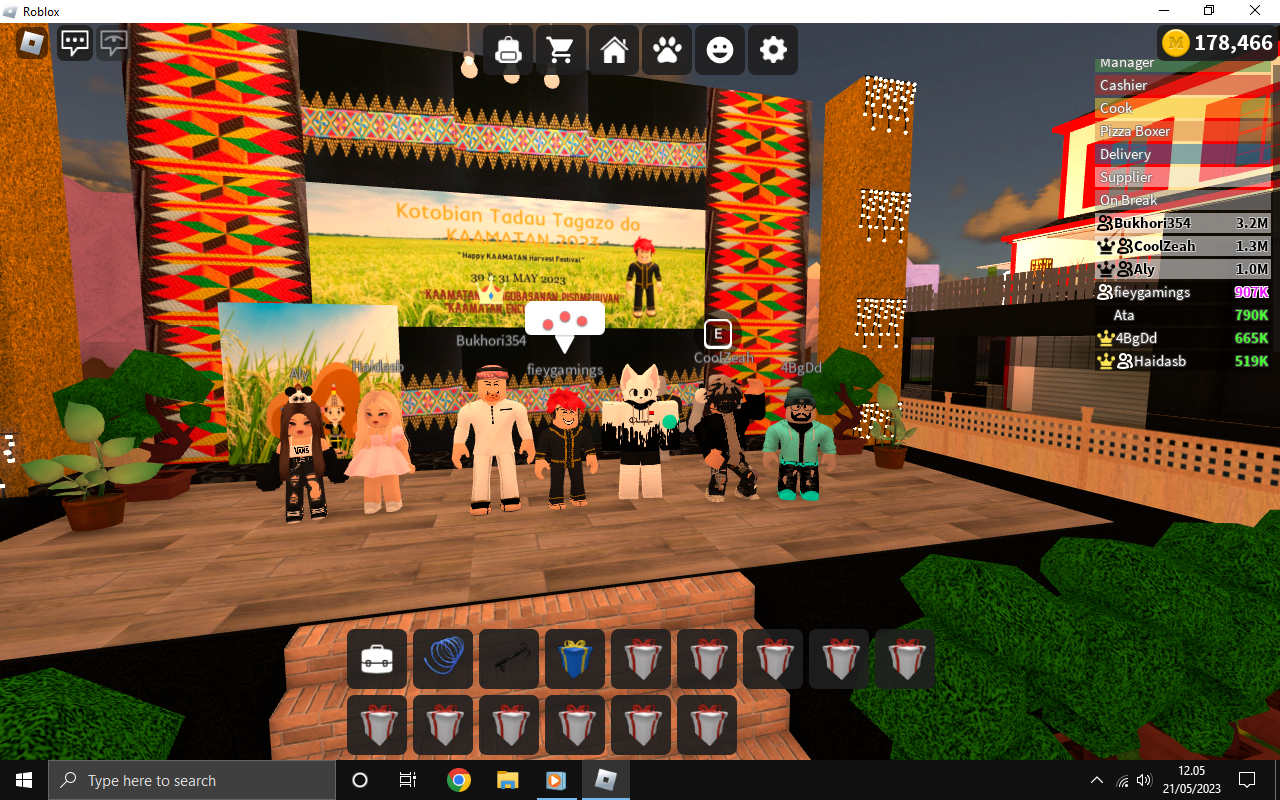 Roblox
178,466
Manager
Cashier
Cook
Pizza Boxer
Delivery
Supplier
On Break
Bukhori354 3.2M
CoolZeah 1.3M
Aly 1.0M
fieygamings 907K
Ata 790K
4BgDd 665K
Haidasb 519K
Kotobian Tadau Tagazo do
KAAMATAN 2023
"Happy KAAMATAN Harvest Festival"
30 & 31 MAY 2023
KAAMATAN
Bukhori354
fieygamings
E
CoolZeah
4BgDd
Haidasb
Aly
VANS
Type here to search
12.05
21/05/2023